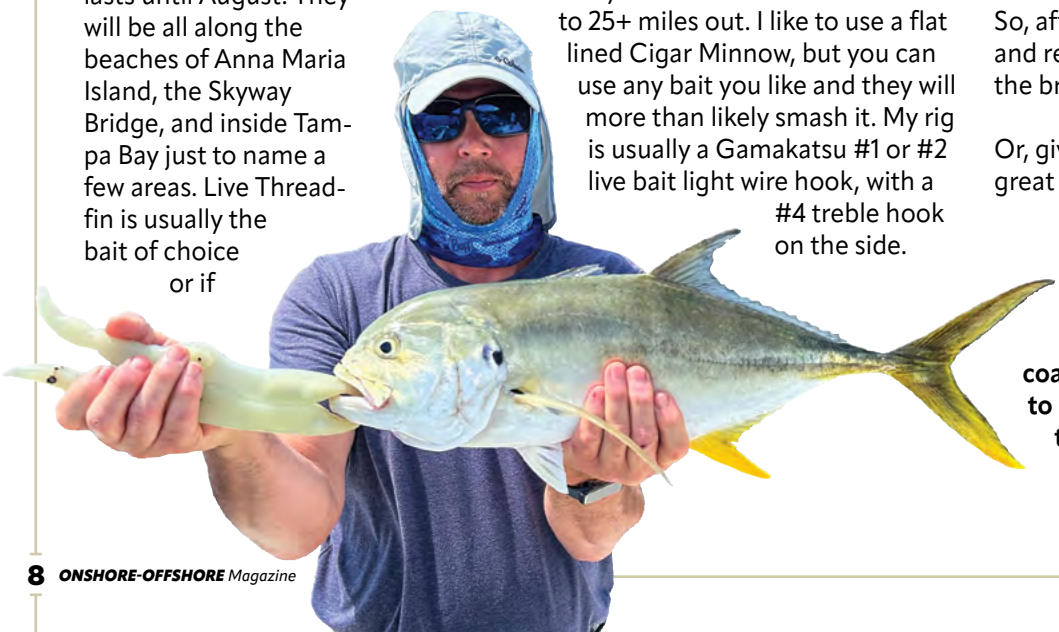 lasts until August. They
will be all along the
beaches of Anna Maria
Island, the Skyway
Bridge, and inside Tam-
pa Bay just to name a
few areas. Live Thread-
fin is usually the
bait of choice
or if
to 25+ miles out. I like to use a flat
lined Cigar Minnow, but you can
use any bait you like and they will
more than likely smash it. My rig
is usually a Gamakatsu #1 or #2
live bait light wire hook, with a
#4 treble hook
on the side.
So, af
and re
the br
Or, giv
great
coa
to
t
8 ONSHORE-OFFSHORE Magazine